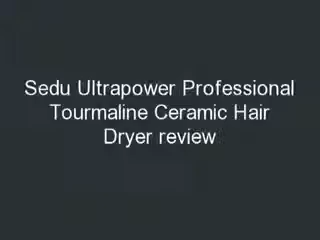 Sedu Ultrapower Professional
Tourmaline Ceramic Hair
Dryer review